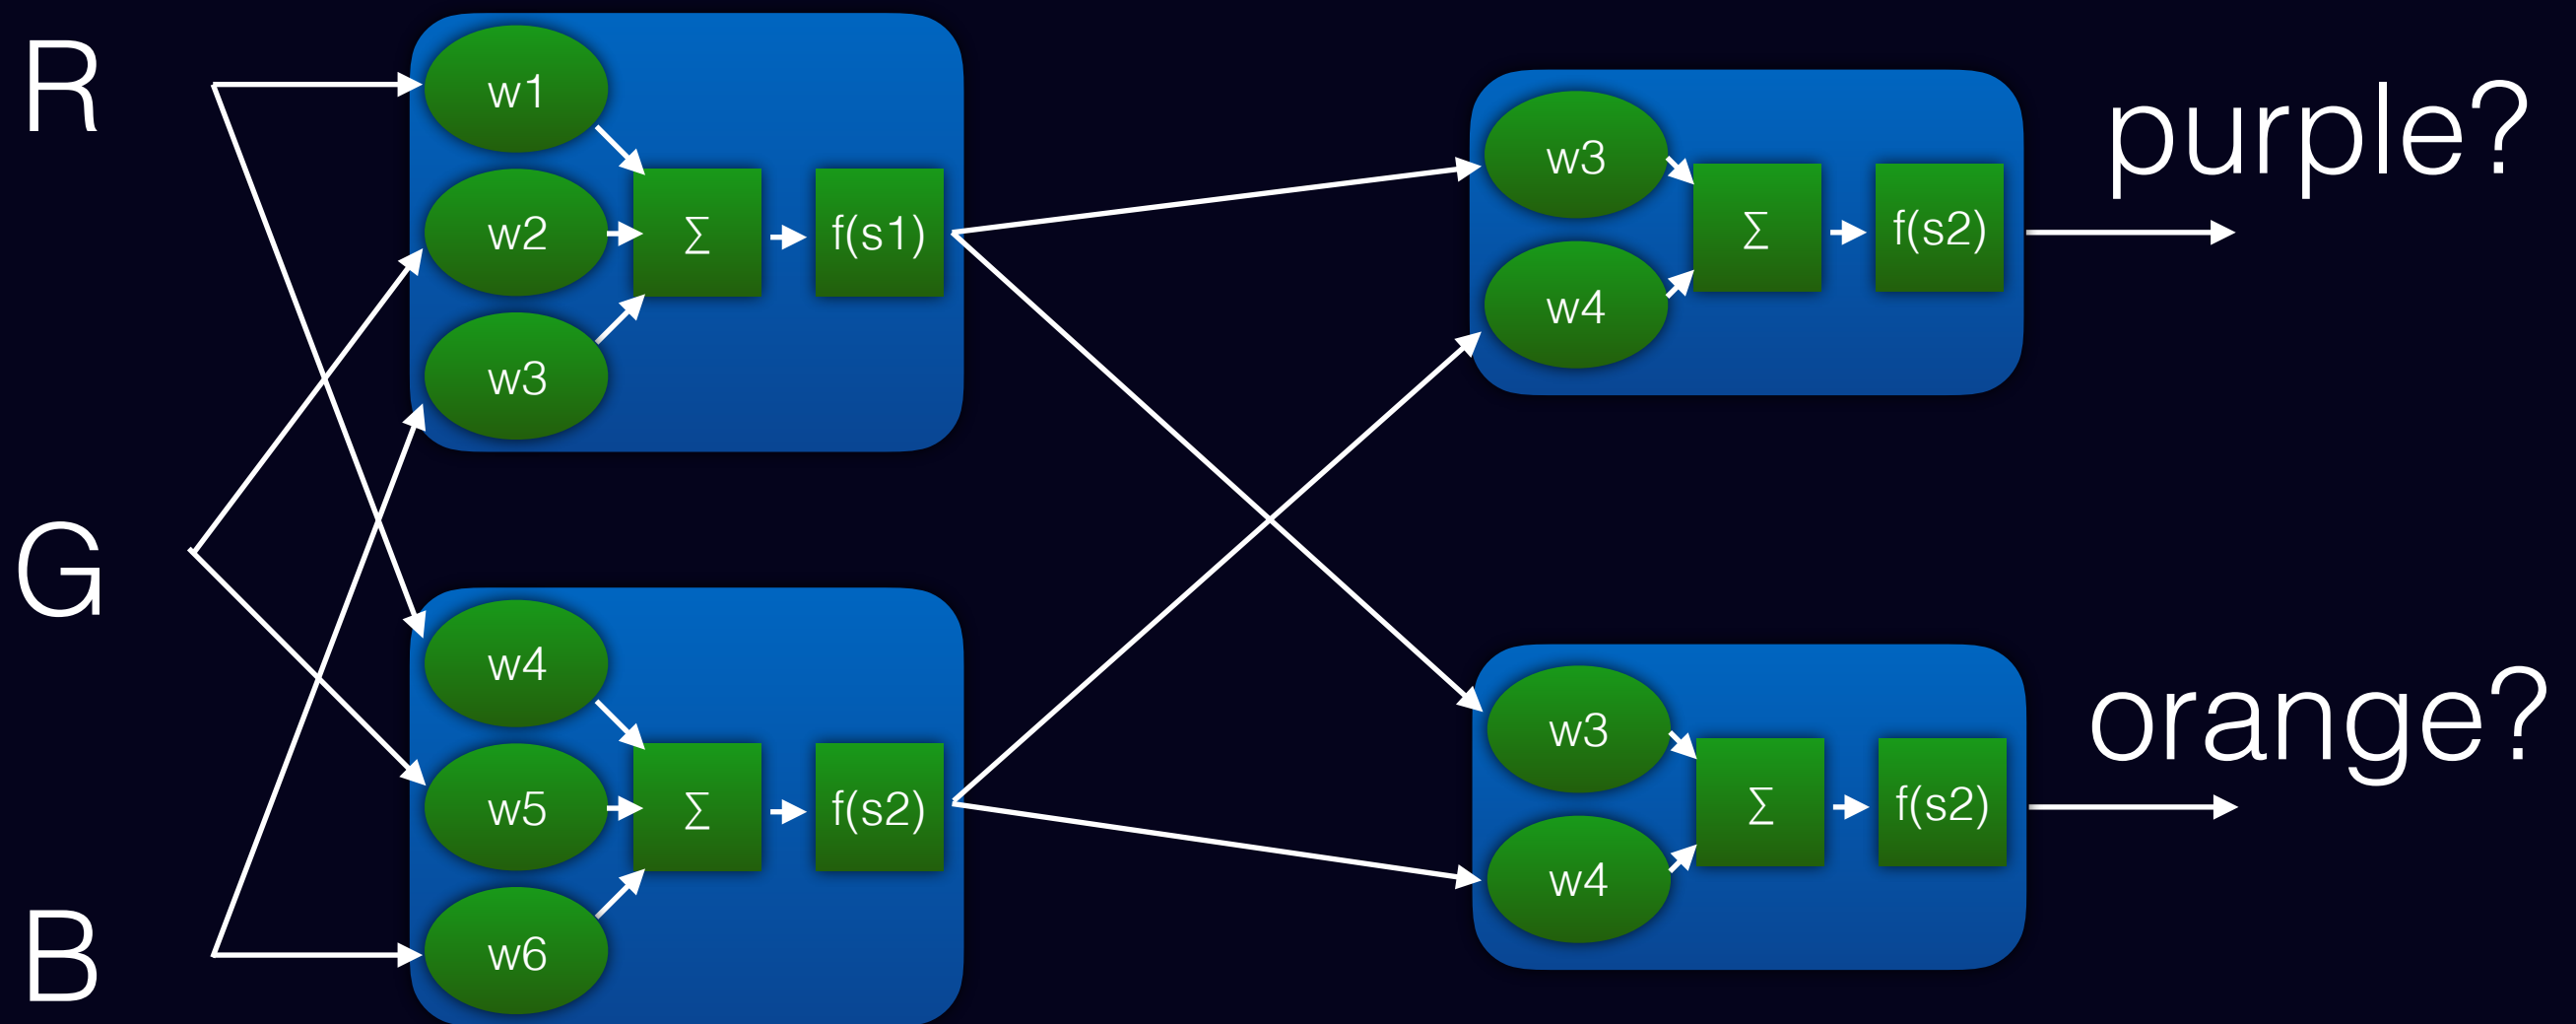 R
w1
w2
w3
∑
f(s1)
w3
w4
∑
f(s2)
purple?
G
B
w4
w5
w6
∑
f(s2)
w3
w4
∑
f(s2)
orange?